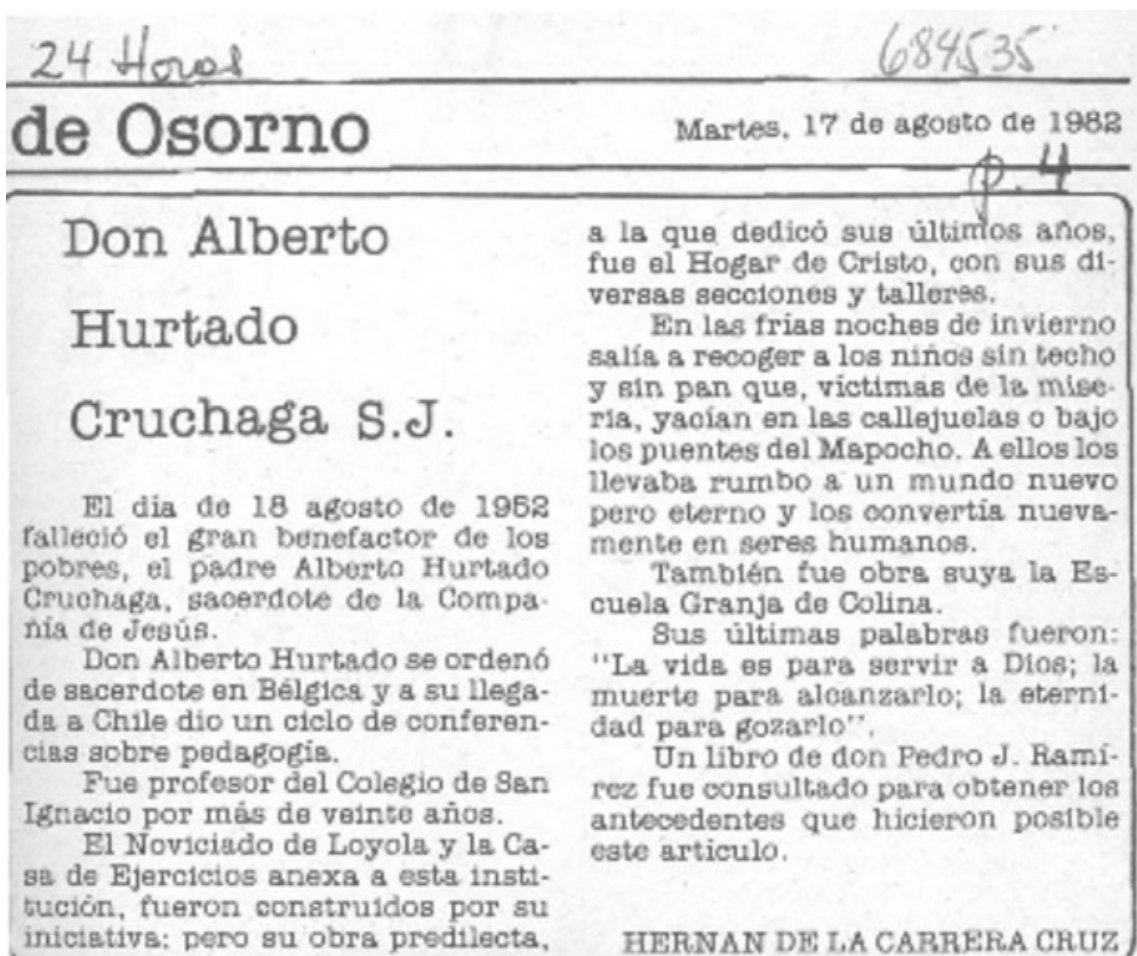 24 Horas
684535
de Osorno
Martes, 17 de agosto de 1982
p. 4
Don Alberto
Hurtado
Cruchaga S.J.
El día de 18 agosto de 1952
falleció el gran benefactor de los
pobres, el padre Alberto Hurtado
Cruchaga, sacerdote de la Compa-
ñía de Jesús.
Don Alberto Hurtado se ordenó
de sacerdote en Bélgica y a su llega-
da a Chile dio un ciclo de conferen-
cias sobre pedagogía.
Fue profesor del Colegio de San
Ignacio por más de veinte años.
El Noviciado de Loyola y la Ca-
sa de Ejercicios anexa a esta insti-
tución, fueron construidos por su
iniciativa; pero su obra predilecta,
a la que dedicó sus últimos años,
fue el Hogar de Cristo, con sus di-
versas secciones y talleres.
En las frías noches de invierno
salía a recoger a los niños sin techo
y sin pan que, víctimas de la mise-
ria, yacían en las callejuelas o bajo
los puentes del Mapocho. A ellos los
llevaba rumbo a un mundo nuevo
pero eterno y los convertía nueva-
mente en seres humanos.
También fue obra suya la Es-
cuela Granja de Colina.
Sus últimas palabras fueron:
"La vida es para servir a Dios; la
muerte para alcanzarlo; la eterni-
dad para gozarlo".
Un libro de don Pedro J. Ramí-
rez fue consultado para obtener los
antecedentes que hicieron posible
este artículo.
HERNAN DE LA CARRERA CRUZ